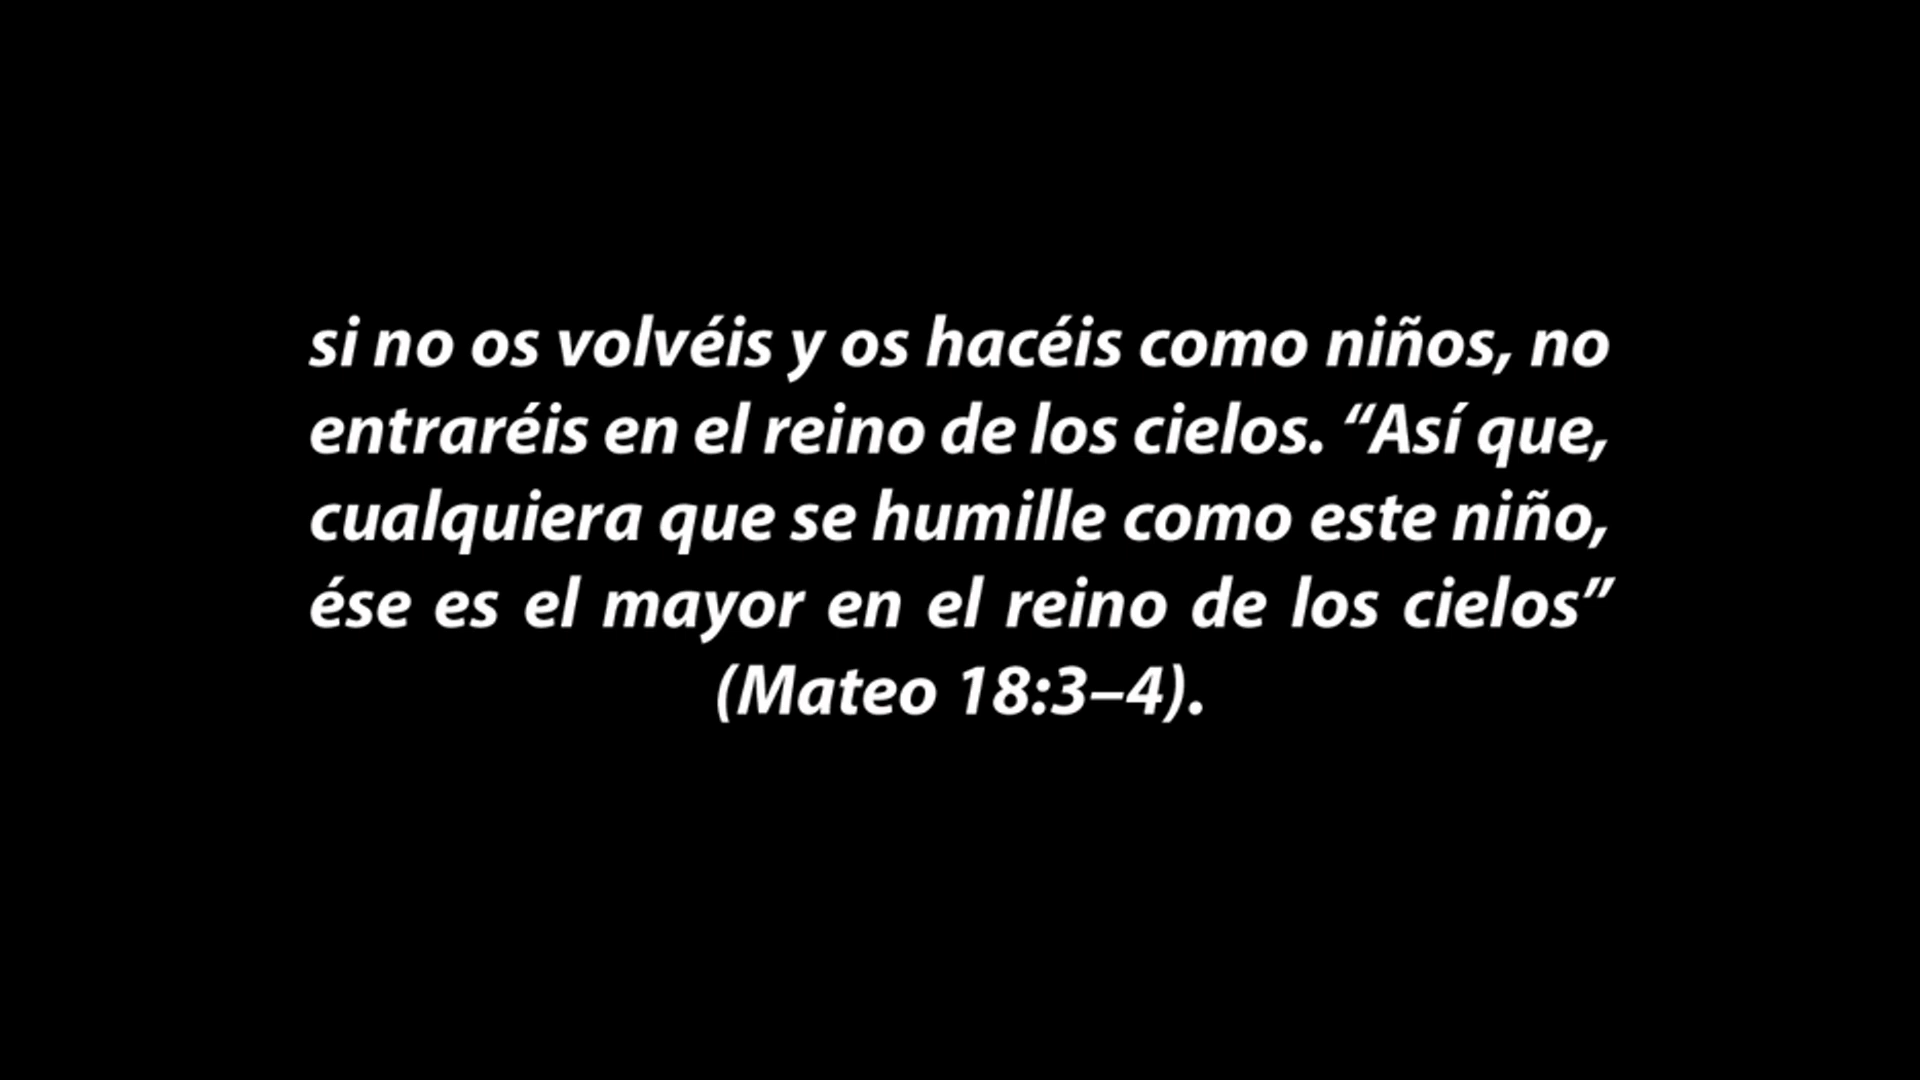 si no os volvéis y os hacéis como niños, no
entraréis en el reino de los cielos. “Así que,
cualquiera que se humille como este niño,
ése es el mayor en el reino de los cielos”
(Mateo 18:3–4).